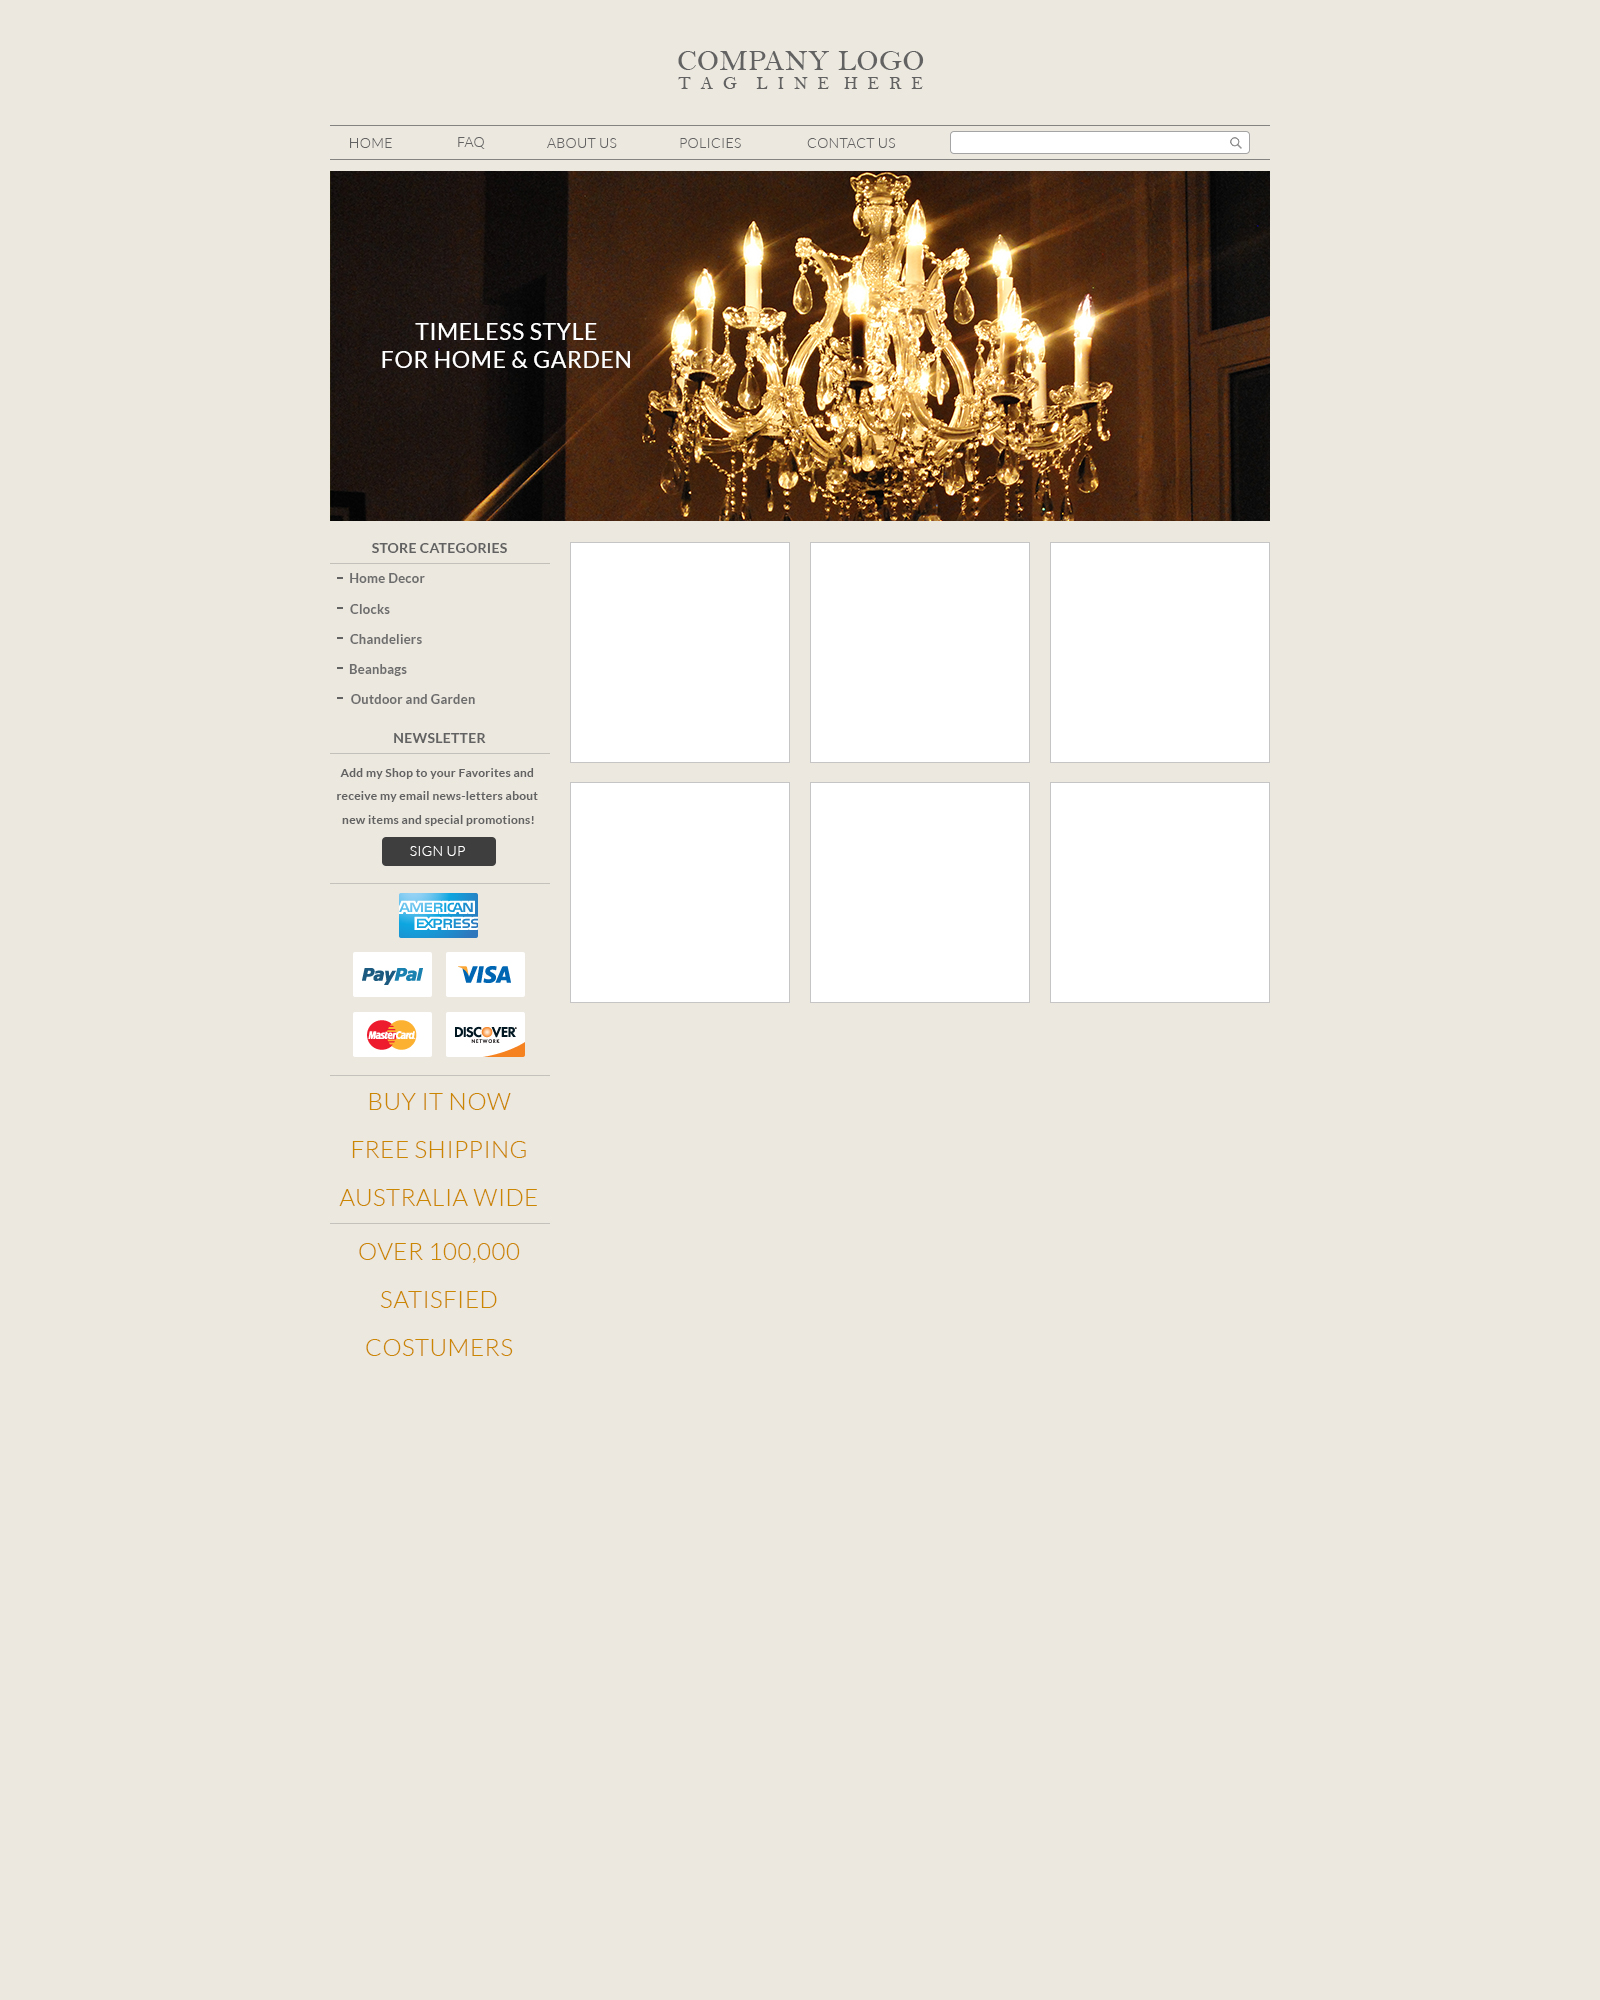 COMPANY LOGO
TAG LINE HERE
HOME FAQ ABOUT US POLICIES CONTACT US
TIMELESS STYLE
FOR HOME & GARDEN
STORE CATEGORIES
- Home Decor
- Clocks
- Chandeliers
- Beanbags
- Outdoor and Garden
NEWSLETTER
Add my Shop to your Favorites and
receive my email news-letters about
new items and special promotions!
SIGN UP
AMERICAN
EXPRESS
PayPal VISA
MasterCard DISCOVER
NETWORK
BUY IT NOW
FREE SHIPPING
AUSTRALIA WIDE
OVER 100,000
SATISFIED
COSTUMERS